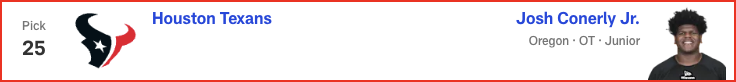 Pick
25
Houston Texans
Josh Conerly Jr.
Oregon · OT · Junior